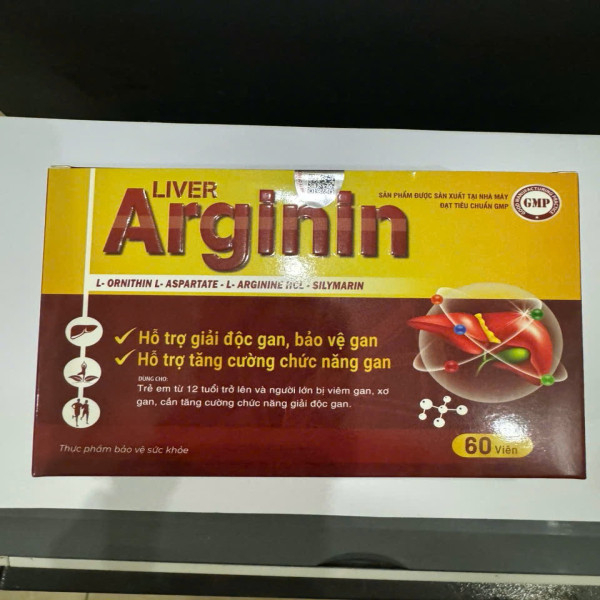 LIVER
Arginin
SẢN PHẨM ĐƯỢC SẢN XUẤT TẠI NHÀ MÁY
ĐẠT TIÊU CHUẨN GMP
GMP
L- ORNITHIN L- ASPARTATE - L- ARGININE HCL - SILYMARIN
Hỗ trợ giải độc gan, bảo vệ gan
Hỗ trợ tăng cường chức năng gan
DÙNG CHO:
Trẻ em từ 12 tuổi trở lên và người lớn bị viêm gan, xơ
gan, cần tăng cường chức năng giải độc gan.
Thực phẩm bảo vệ sức khỏe
60 Viên